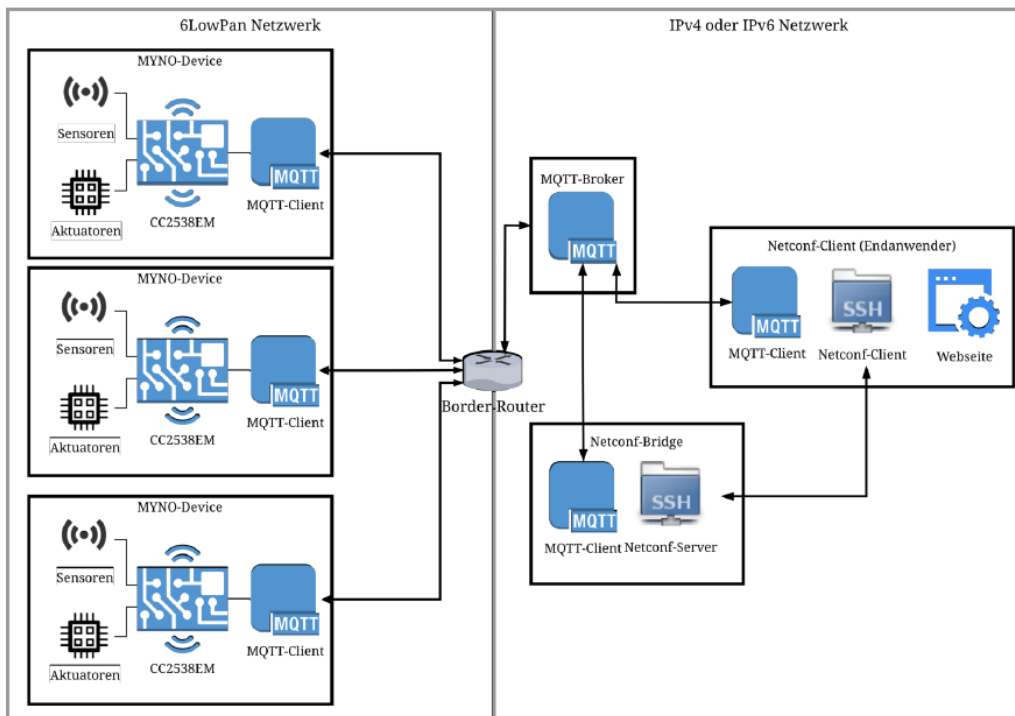 6LowPan Netzwerk
MYNO-Device
Sensoren
Aktuatoren
CC2538EM
MQTT
MQTT-Client
MYNO-Device
Sensoren
Aktuatoren
CC2538EM
MQTT
MQTT-Client
MYNO-Device
Sensoren
Aktuatoren
CC2538EM
MQTT
MQTT-Client
Border-Router
IPv4 oder IPv6 Netzwerk
MQTT-Broker
MQTT
Netconf-Client (Endanwender)
MQTT
SSH
MQTT-Client
Netconf-Client
Webseite
Netconf-Bridge
MQTT
SSH
MQTT-Client
Netconf-Server